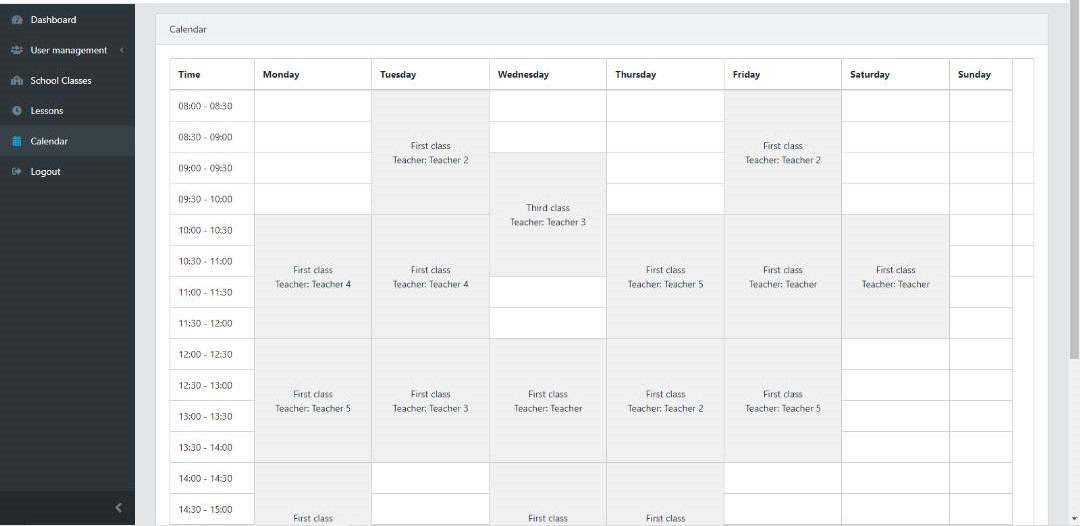 Dashboard
User management
School Classes
Lessons
Calendar
Logout
Calendar
Time Monday Tuesday Wednesday Thursday Friday Saturday Sunday
08:00 - 08:30
08:30 - 09:00
First class First class
Teacher: Teacher 2 Teacher: Teacher 2
09:00 - 09:30
09:30 - 10:00
Third class
Teacher: Teacher 3
10:00 - 10:30
10:30 - 11:00
First class First class First class First class First class
Teacher: Teacher 4 Teacher: Teacher 4 Teacher: Teacher 5 Teacher: Teacher Teacher: Teacher
11:00 - 11:30
11:30 - 12:00
12:00 - 12:30
12:30 - 13:00
First class First class First class First class First class
Teacher: Teacher 5 Teacher: Teacher 3 Teacher: Teacher Teacher: Teacher 2 Teacher: Teacher 5
13:00 - 13:30
13:30 - 14:00
14:00 - 14:30
14:30 - 15:00
First class First class First class